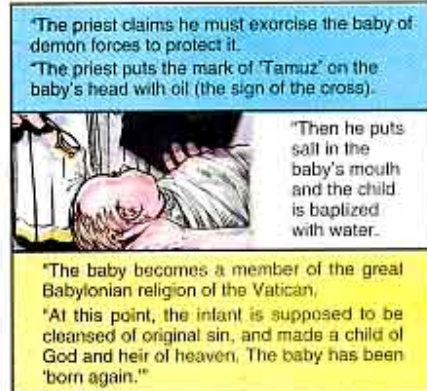 "The priest claims he must exorcise the baby of
demon forces to protect it.
"The priest puts the mark of 'Tamuz' on the
baby's head with oil (the sign of the cross).
"Then he puts
salt in the
baby's mouth
and the child
is baptized
with water.
"The baby becomes a member of the great
Babylonian religion of the Vatican.
"At this point, the infant is supposed to be
cleansed of original sin, and made a child of
God and heir of heaven. The baby has been
'born again.'"